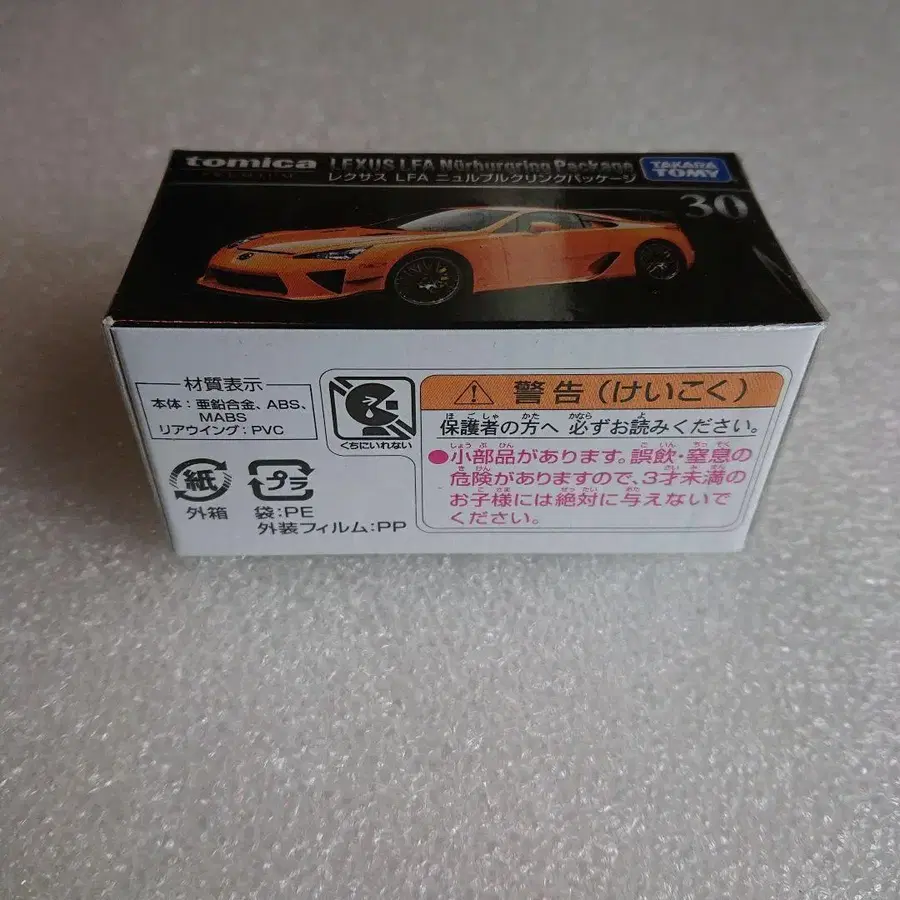 tomica LEXUS LFA Nürburgring Package TAKARA TOMY
PREMIUM レクサス LFA ニュルブルクリンクパッケージ
30
材質表示
本体：亜鉛合金、ABS、
MABS
リアウイング：PVC
くちにいれない
警告（けいこく）
保護者の方へ 必ずお読みください。
●小部品があります。誤飲・窒息の
危険がありますので、3才未満の
お子様には絶対に与えないで
ください。
紙 プラ
外箱 袋：PE
外装フィルム：PP